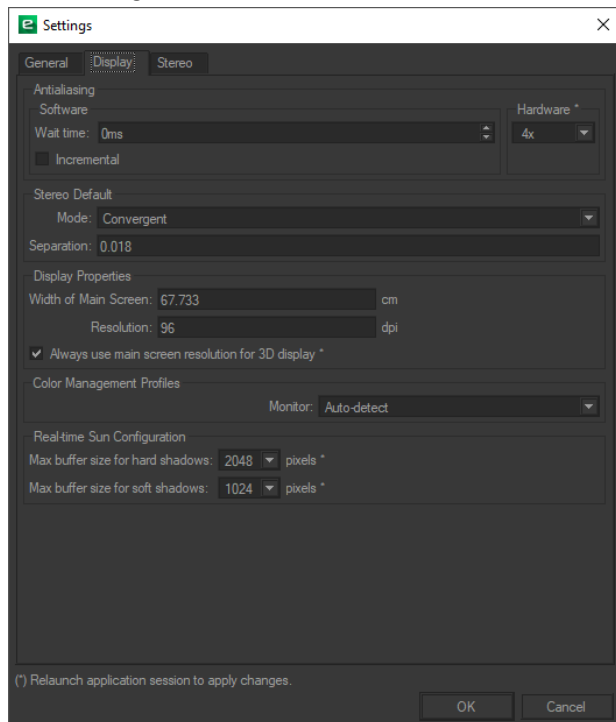 Settings
General Display Stereo
Antialiasing
Software
Hardware *
Wait time: 0ms
4x
Incremental
Stereo Default
Mode: Convergent
Separation: 0.018
Display Properties
Width of Main Screen: 67.733 cm
Resolution: 96 dpi
Always use main screen resolution for 3D display *
Color Management Profiles
Monitor: Auto-detect
Real-time Sun Configuration
Max buffer size for hard shadows: 2048 pixels *
Max buffer size for soft shadows: 1024 pixels *
(*) Relaunch application session to apply changes.
OK Cancel